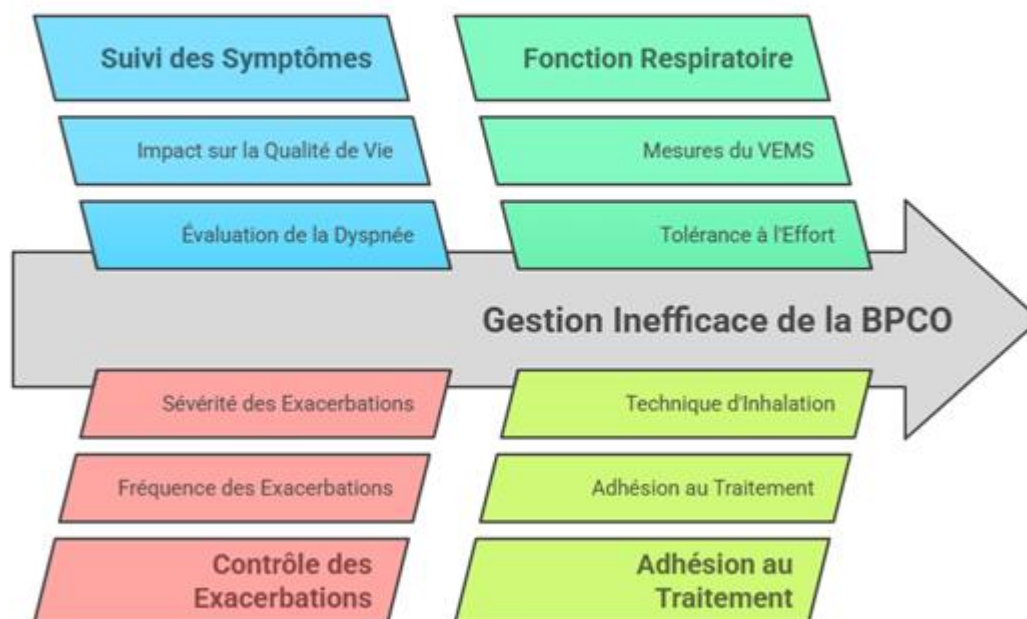 Suivi des Symptômes
Fonction Respiratoire
Impact sur la Qualité de Vie
Mesures du VEMS
Évaluation de la Dyspnée
Tolérance à l'Effort
Gestion Inefficace de la BPCO
Sévérité des Exacerbations
Technique d'Inhalation
Fréquence des Exacerbations
Adhésion au Traitement
Contrôle des
Exacerbations
Adhésion au
Traitement